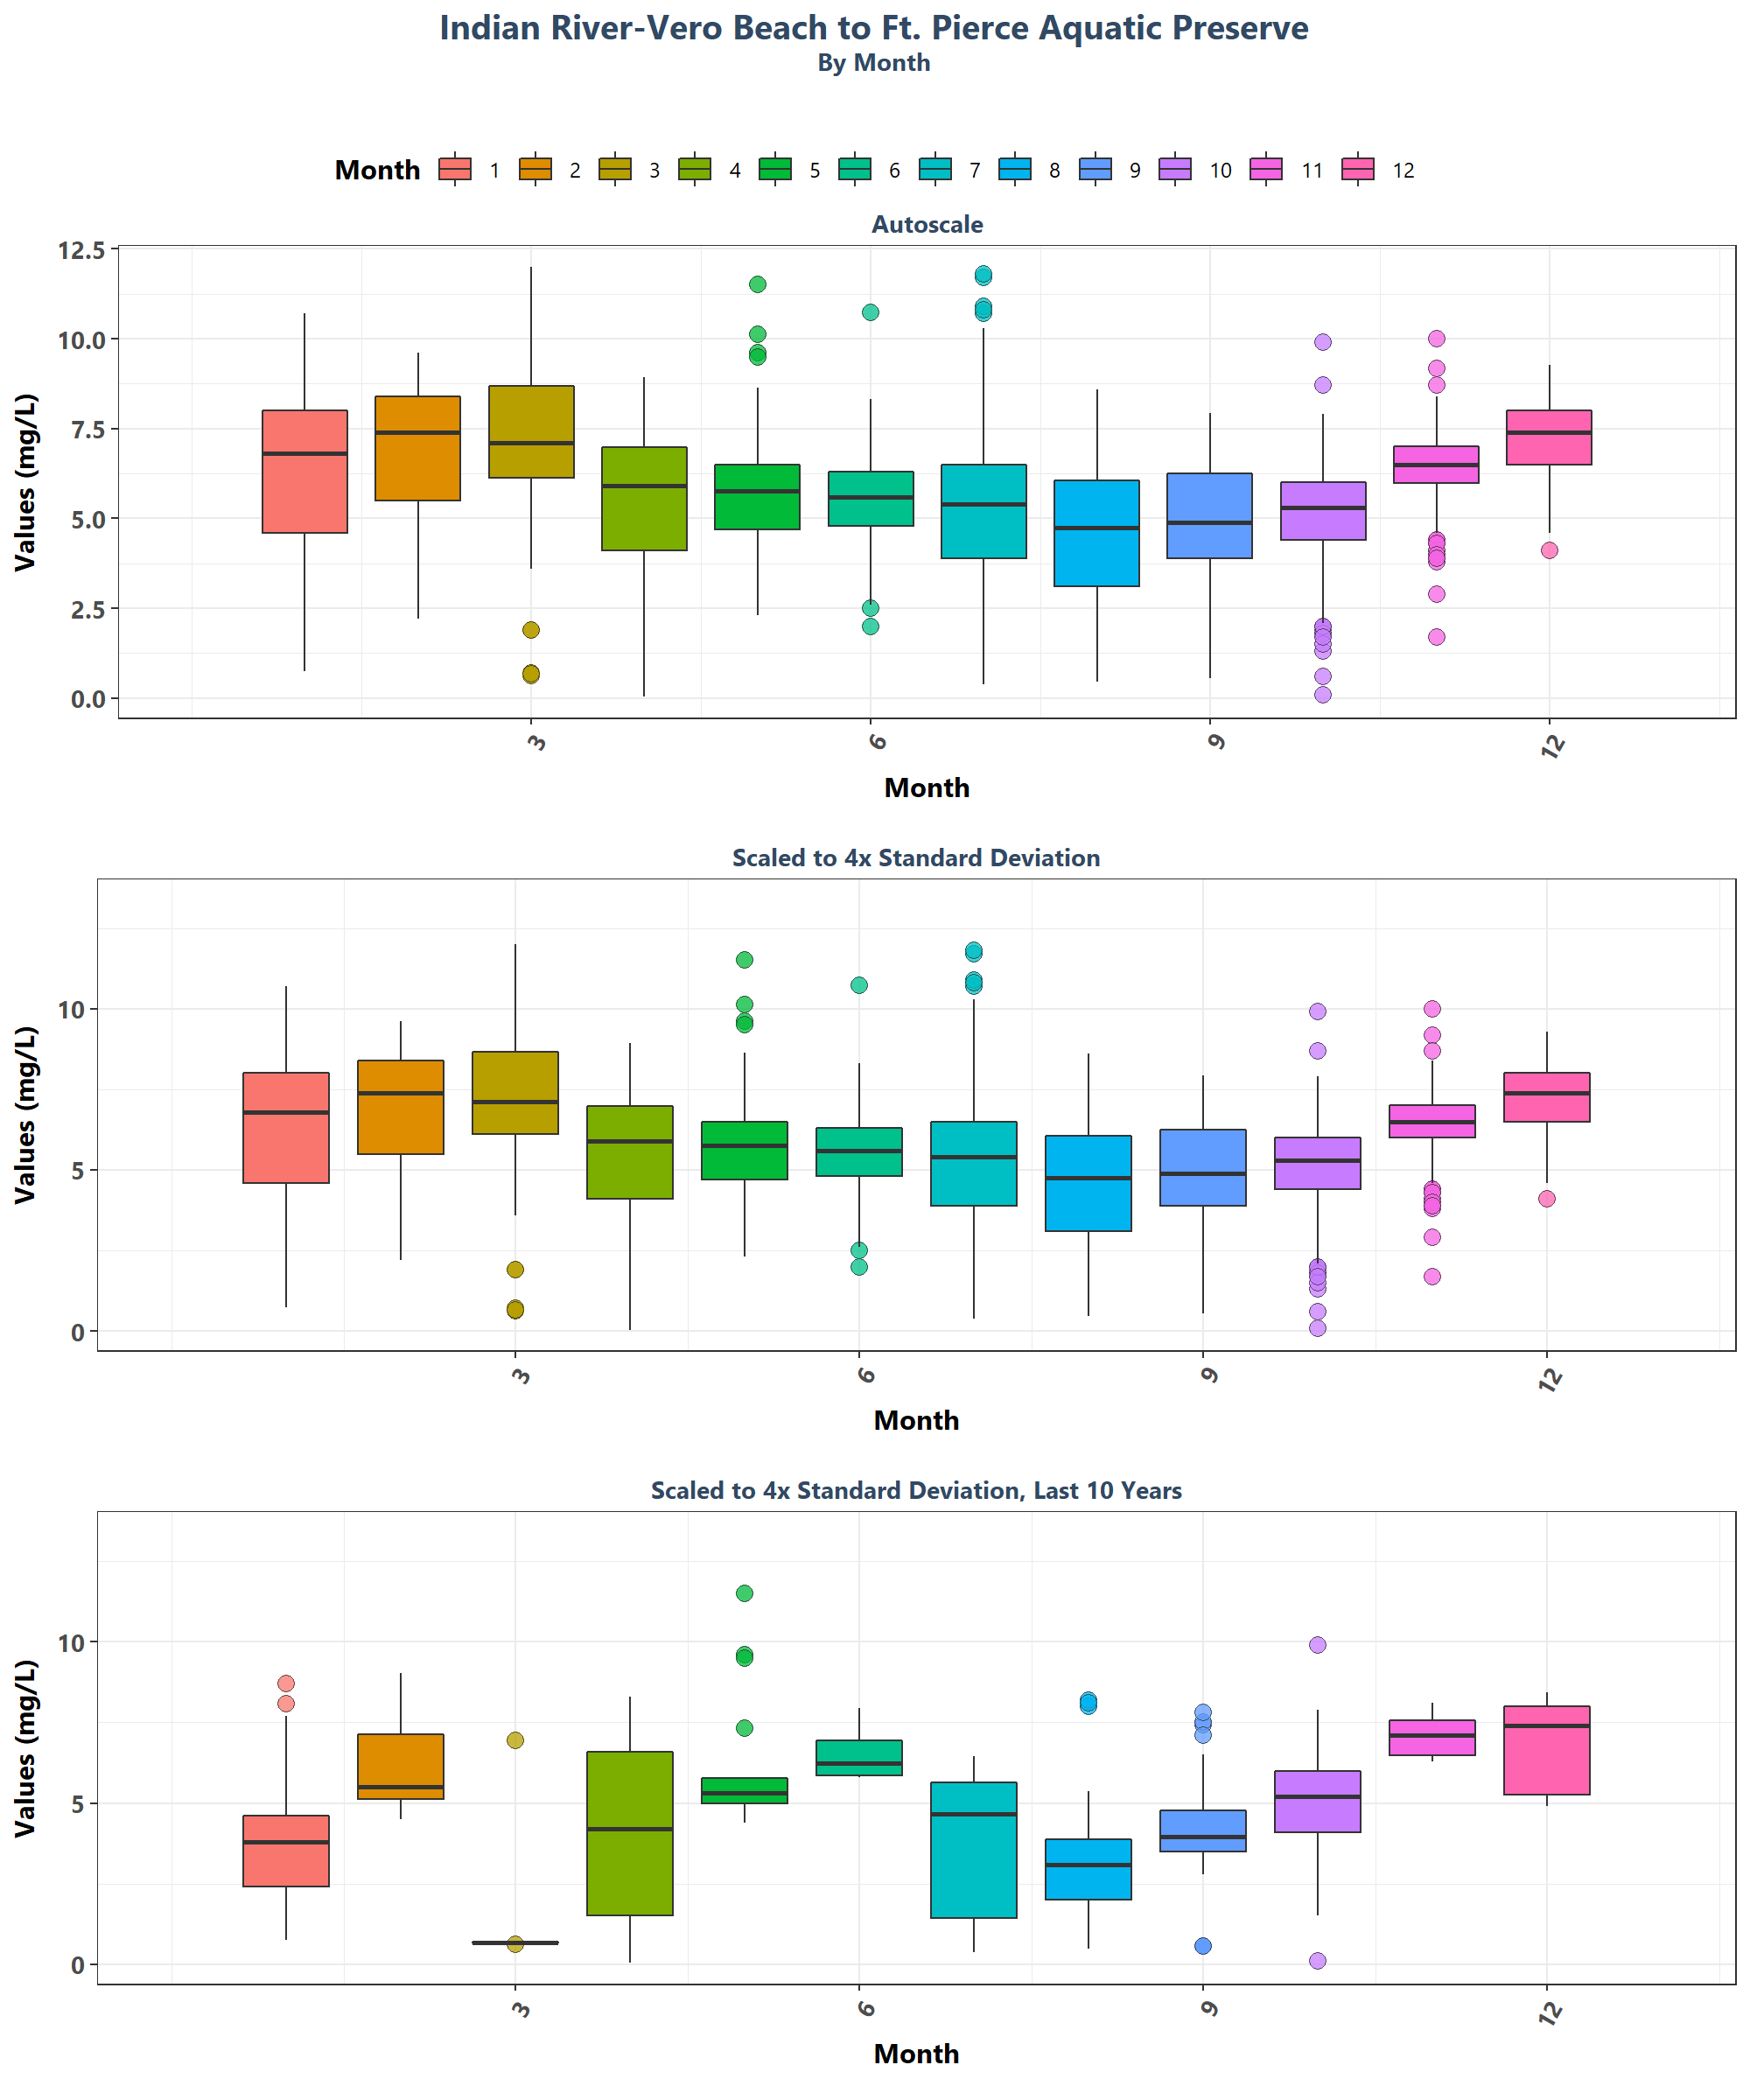 Indian River-Vero Beach to Ft. Pierce Aquatic Preserve
By Month
Month 1 2 3 4 5 6 7 8 9 10 11 12
Autoscale
Values (mg/L)
12.5
10.0
7.5
5.0
2.5
0.0
3 6 9 12
Month
Scaled to 4x Standard Deviation
Values (mg/L)
10
5
0
3 6 9 12
Month
Scaled to 4x Standard Deviation, Last 10 Years
Values (mg/L)
10
5
0
3 6 9 12
Month